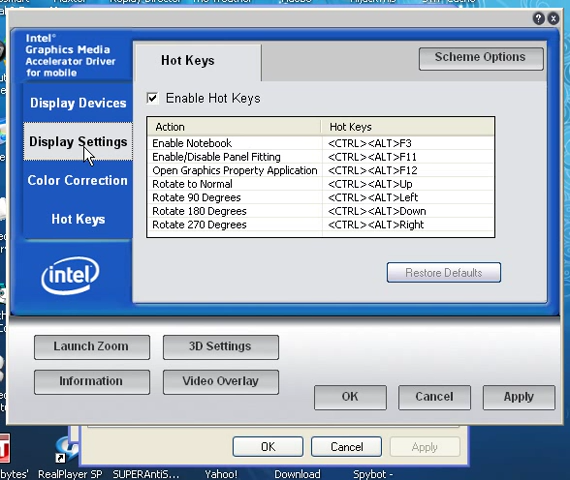 Intel®
Graphics Media
Accelerator Driver
for mobile
Display Devices
Display Settings
Color Correction
Hot Keys
intel
Hot Keys
Scheme Options
Enable Hot Keys
Action Hot Keys
Enable Notebook <CTRL><ALT>F3
Enable/Disable Panel Fitting <CTRL><ALT>F11
Open Graphics Property Application <CTRL><ALT>F12
Rotate to Normal <CTRL><ALT>Up
Rotate 90 Degrees <CTRL><ALT>Left
Rotate 180 Degrees <CTRL><ALT>Down
Rotate 270 Degrees <CTRL><ALT>Right
Restore Defaults
Launch Zoom 3D Settings
Information Video Overlay
OK Cancel Apply
OK Cancel Apply
bytes' RealPlayer SP SUPERAntiS... Yahoo! Download Spybot -